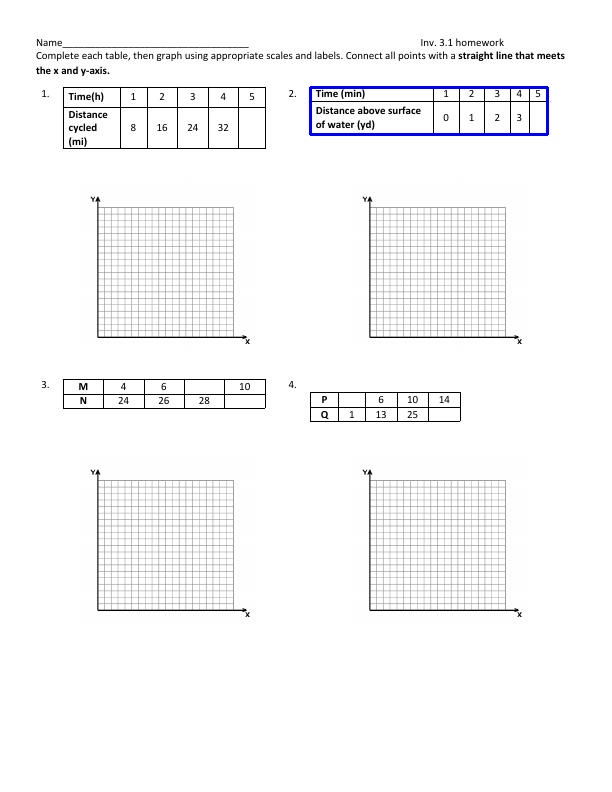 Name__________________________________ Inv. 3.1 homework
Complete each table, then graph using appropriate scales and labels. Connect all points with a straight line that meets
the x and y-axis.
1. Time(h) 1 2 3 4 5
Distance cycled (mi) 8 16 24 32
2. Time (min) 1 2 3 4 5
Distance above surface of water (yd) 0 1 2 3
Y
X
Y
X
3. M 4 6 10
N 24 26 28
4. P 6 10 14
Q 1 13 25
Y
X
Y
X